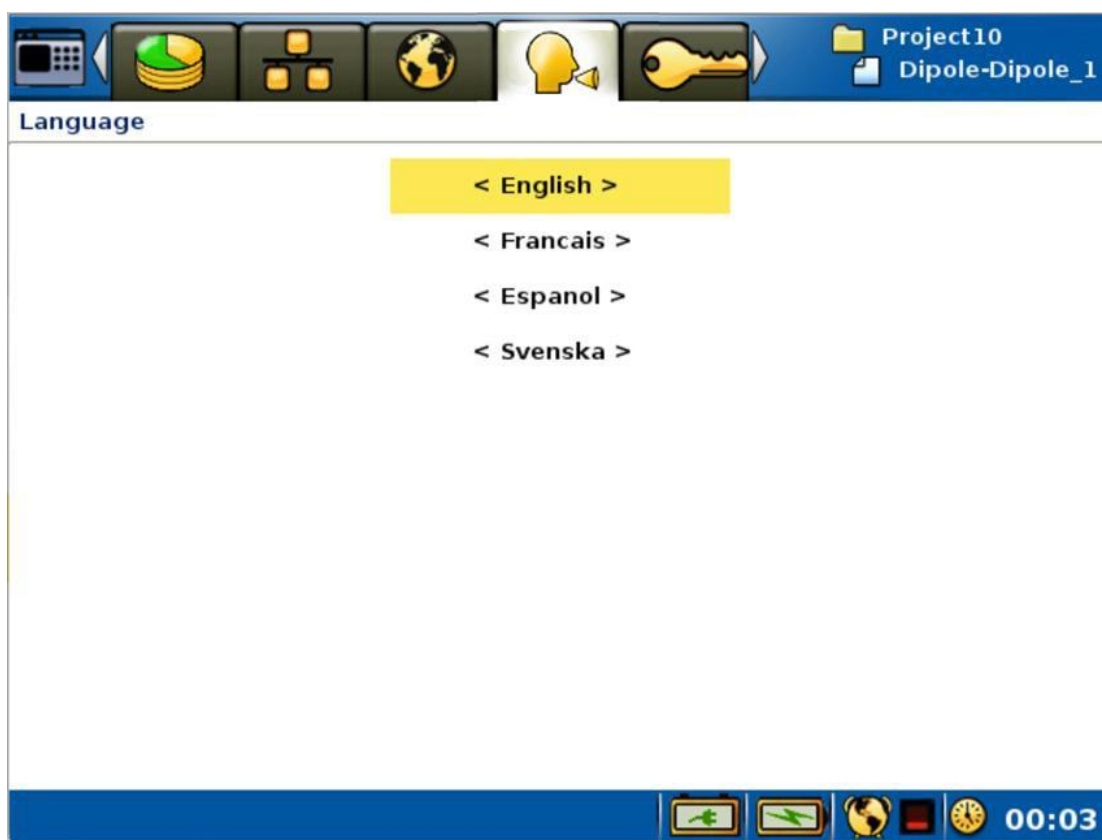 Project10
Dipole-Dipole_1
Language
< English >
< Francais >
< Espanol >
< Svenska >
00:03